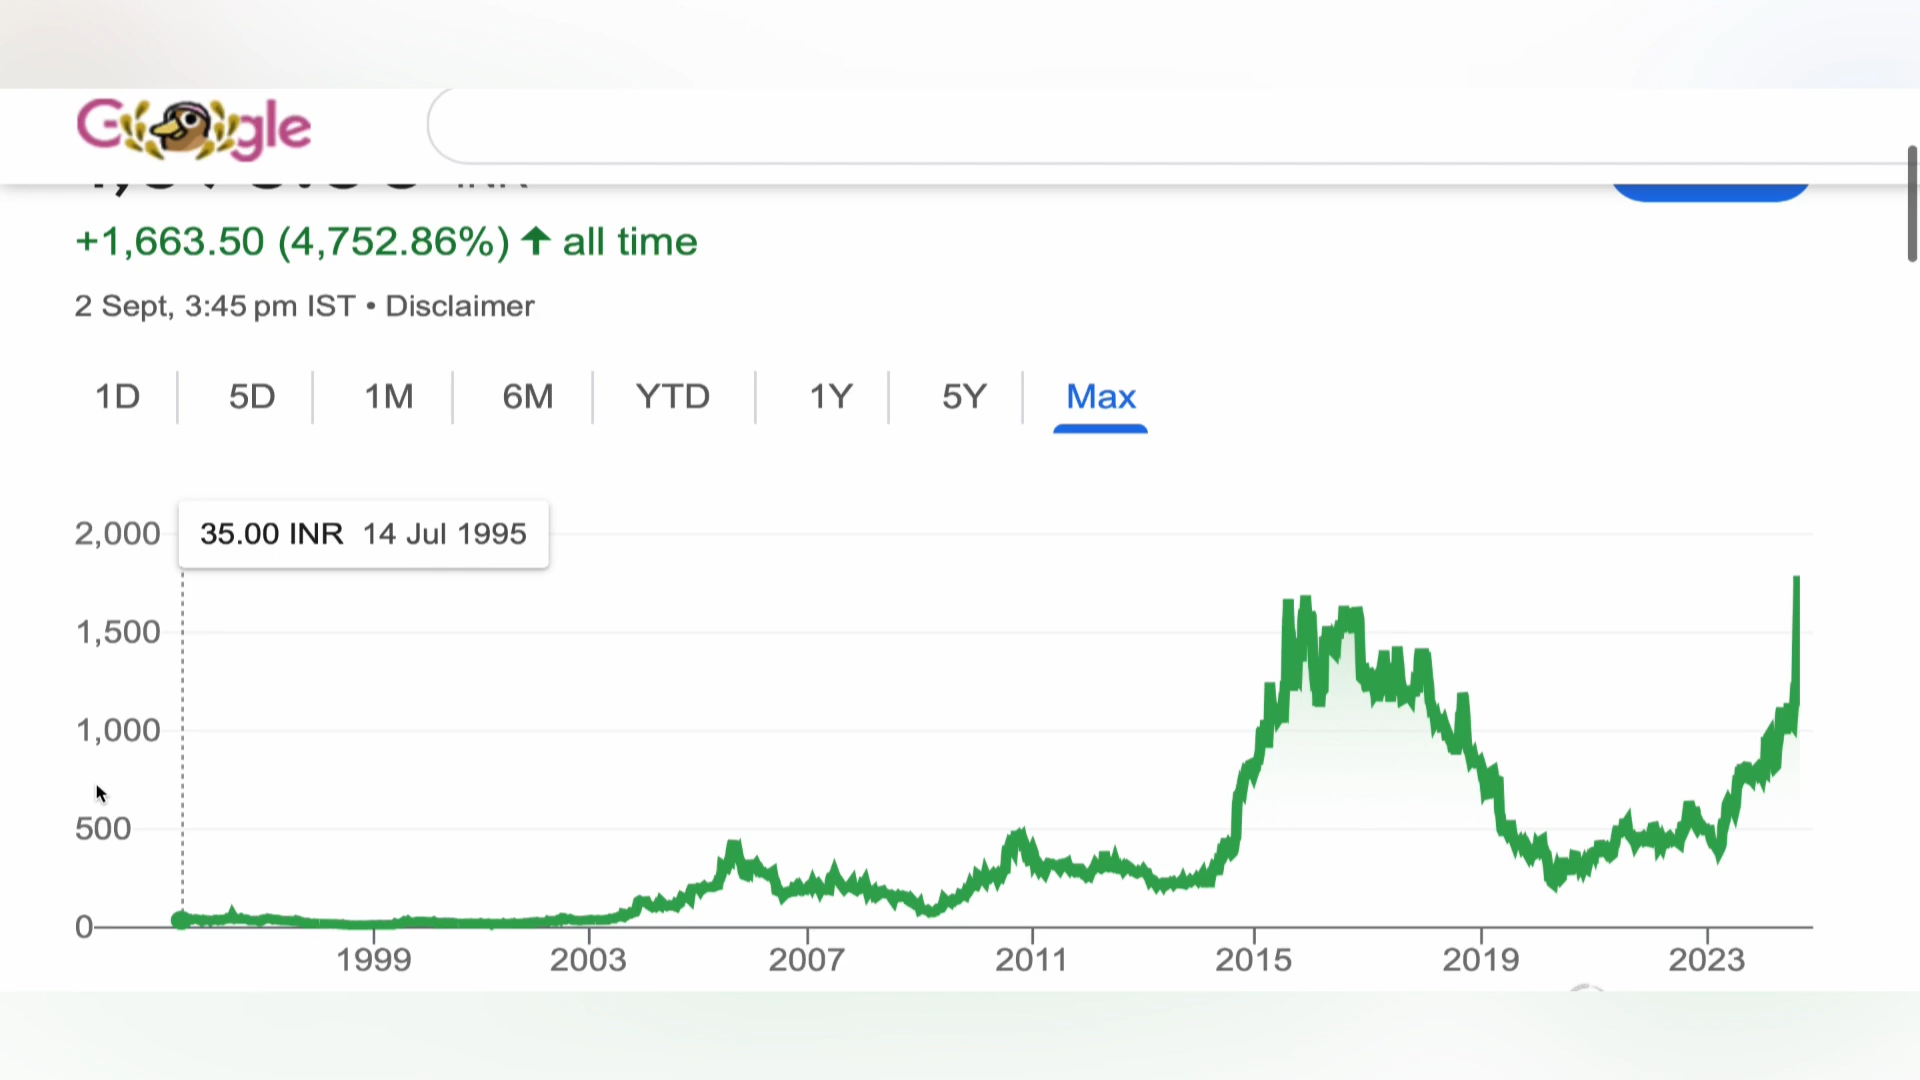 Google
+1,663.50 (4,752.86%) ↑ all time
2 Sept, 3:45 pm IST • Disclaimer
1D 5D 1M 6M YTD 1Y 5Y Max
35.00 INR 14 Jul 1995
2,000
1,500
1,000
500
0
1999 2003 2007 2011 2015 2019 2023